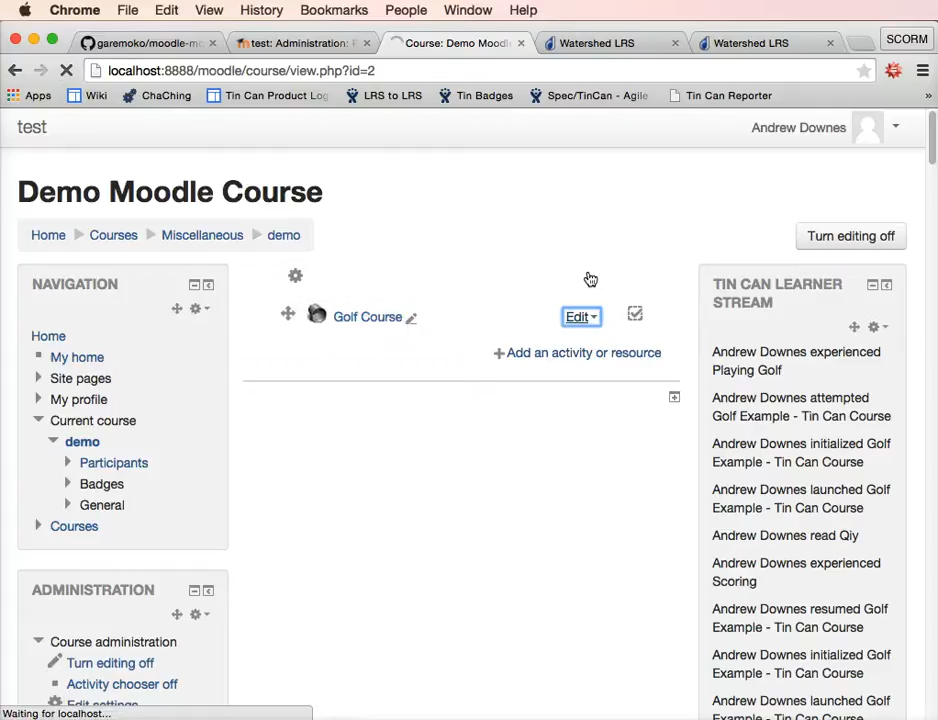 Chrome File Edit View History Bookmarks People Window Help
garemoko/moodle-mo
test: Administration:
Course: Demo Moodle
Watershed LRS
Watershed LRS
SCORM
localhost:8888/moodle/course/view.php?id=2
Apps Wiki ChaChing Tin Can Product Log LRS to LRS Tin Badges Spec/TinCan - Agile Tin Can Reporter »
test
Andrew Downes
Demo Moodle Course
Home Courses Miscellaneous demo
Turn editing off
NAVIGATION
Home
My home
Site pages
My profile
Current course
demo
Participants
Badges
General
Courses
ADMINISTRATION
Course administration
Turn editing off
Activity chooser off
Edit settings
Golf Course
Edit
Add an activity or resource
TIN CAN LEARNER
STREAM
Andrew Downes experienced
Playing Golf
Andrew Downes attempted
Golf Example - Tin Can Course
Andrew Downes initialized Golf
Example - Tin Can Course
Andrew Downes launched Golf
Example - Tin Can Course
Andrew Downes read Qiy
Andrew Downes experienced
Scoring
Andrew Downes resumed Golf
Example - Tin Can Course
Andrew Downes initialized Golf
Example - Tin Can Course
Andrew Downes launched Golf
Example - Tin Can Course
Waiting for localhost...